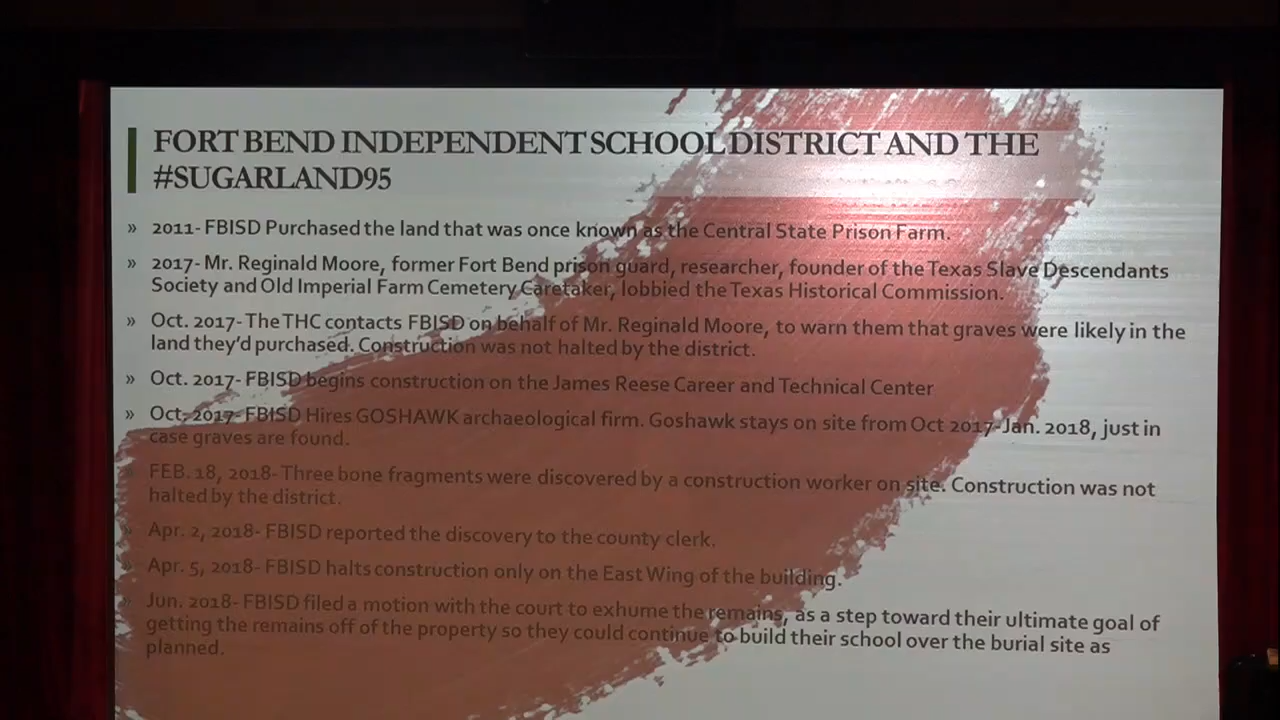 FORT BEND INDEPENDENT SCHOOL DISTRICT AND THE
#SUGARLAND95
» 2011- FBISD Purchased the land that was once known as the Central State Prison Farm.
» 2017- Mr. Reginald Moore, former Fort Bend prison guard, researcher, founder of the Texas Slave Descendants
Society and Old Imperial Farm Cemetery Caretaker, lobbied the Texas Historical Commission.
» Oct. 2017- The THC contacts FBISD on behalf of Mr. Reginald Moore, to warn them that graves were likely in the
land they'd purchased. Construction was not halted by the district.
» Oct. 2017- FBISD begins construction on the James Reese Career and Technical Center
» Oct- 2017- FBISD Hires GOSHAWK archaeological firm. Goshawk stays on site from Oct 2017-Jan. 2018, just in
case graves are found.
» FEB. 18, 2018- Three bone fragments were discovered by a construction worker on site. Construction was not
halted by the district.
» Apr. 2, 2018- FBISD reported the discovery to the county clerk.
» Apr. 5, 2018- FBISD halts construction only on the East Wing of the building.
» Jun. 2018- FBISD filed a motion with the court to exhume the remains, as a step toward their ultimate goal of
getting the remains off of the property so they could continue to build their school over the burial site as
planned.